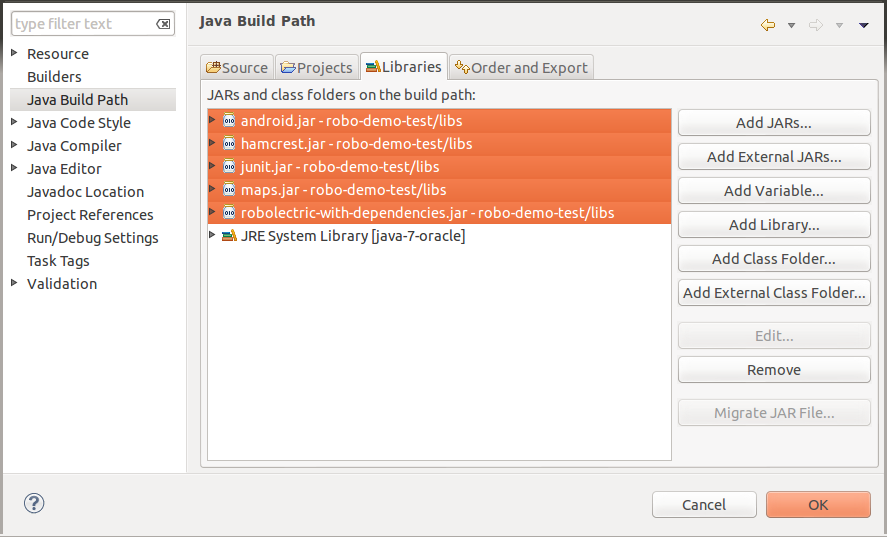 type filter text
Resource
Builders
Java Build Path
Java Code Style
Java Compiler
Java Editor
Javadoc Location
Project References
Run/Debug Settings
Task Tags
Validation
Java Build Path
Source
Projects
Libraries
Order and Export
JARs and class folders on the build path:
android.jar - robo-demo-test/libs
hamcrest.jar - robo-demo-test/libs
junit.jar - robo-demo-test/libs
maps.jar - robo-demo-test/libs
robolectric-with-dependencies.jar - robo-demo-test/libs
JRE System Library [java-7-oracle]
Add JARs...
Add External JARs...
Add Variable...
Add Library...
Add Class Folder...
Add External Class Folder...
Edit...
Remove
Migrate JAR File...
Cancel
OK